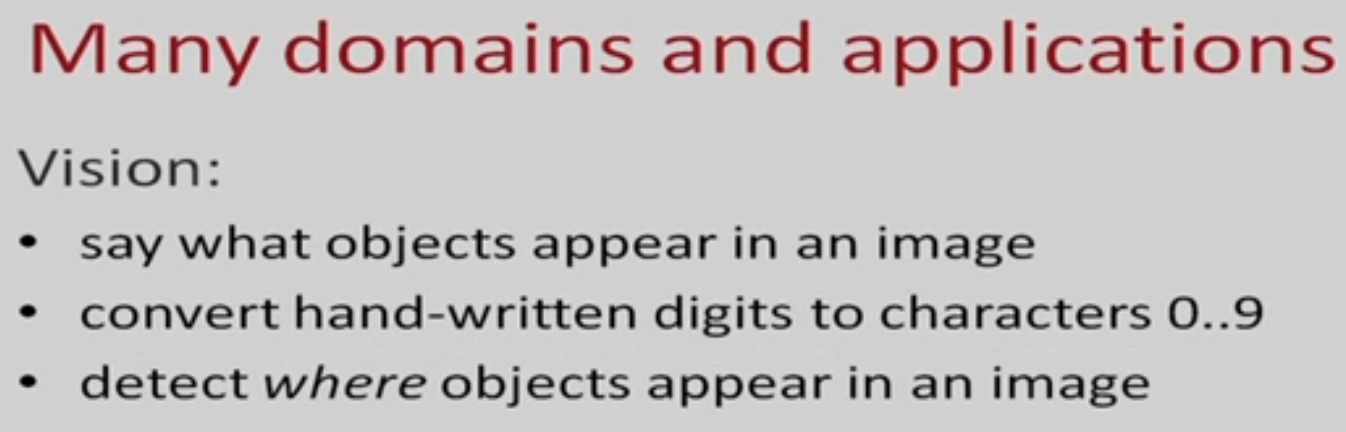 Many domains and applications
Vision:
• say what objects appear in an image
• convert hand-written digits to characters 0..9
• detect where objects appear in an image